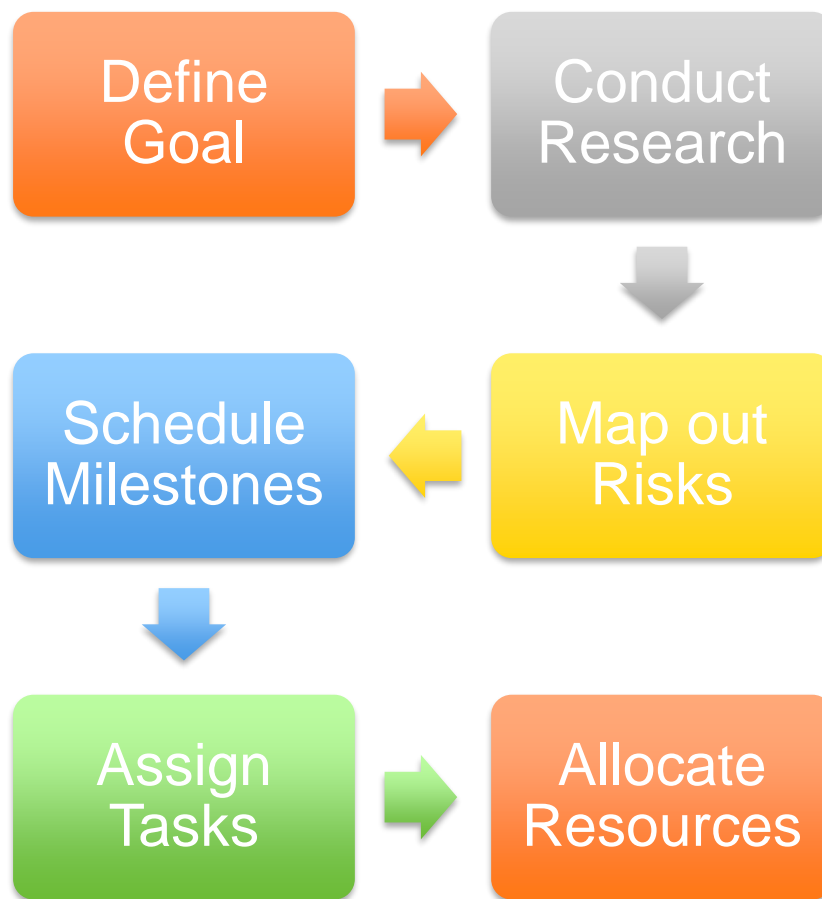 Define
Goal
Conduct
Research
Map out
Risks
Schedule
Milestones
Assign
Tasks
Allocate
Resources